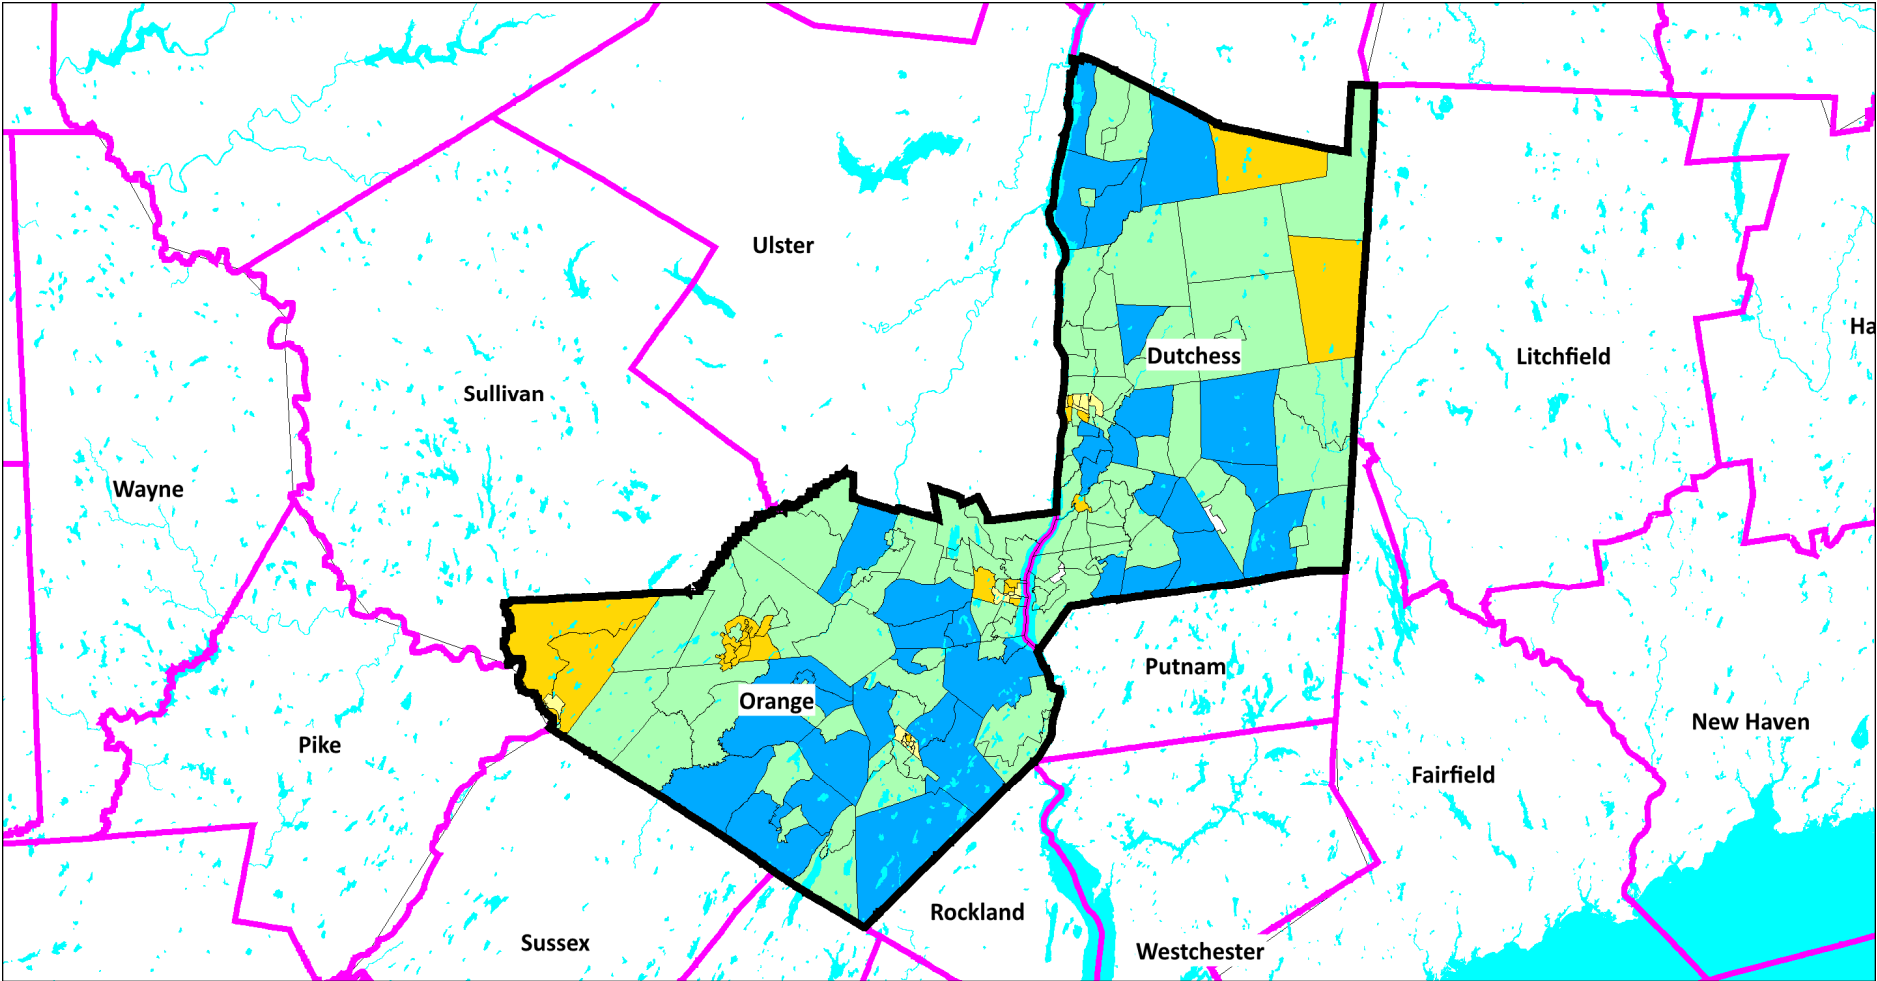 Ulster
Ha
Dutchess
Litchfield
Sullivan
Wayne
Putnam
Orange
New Haven
Pike
Fairfield
Rockland
Sussex
Westchester